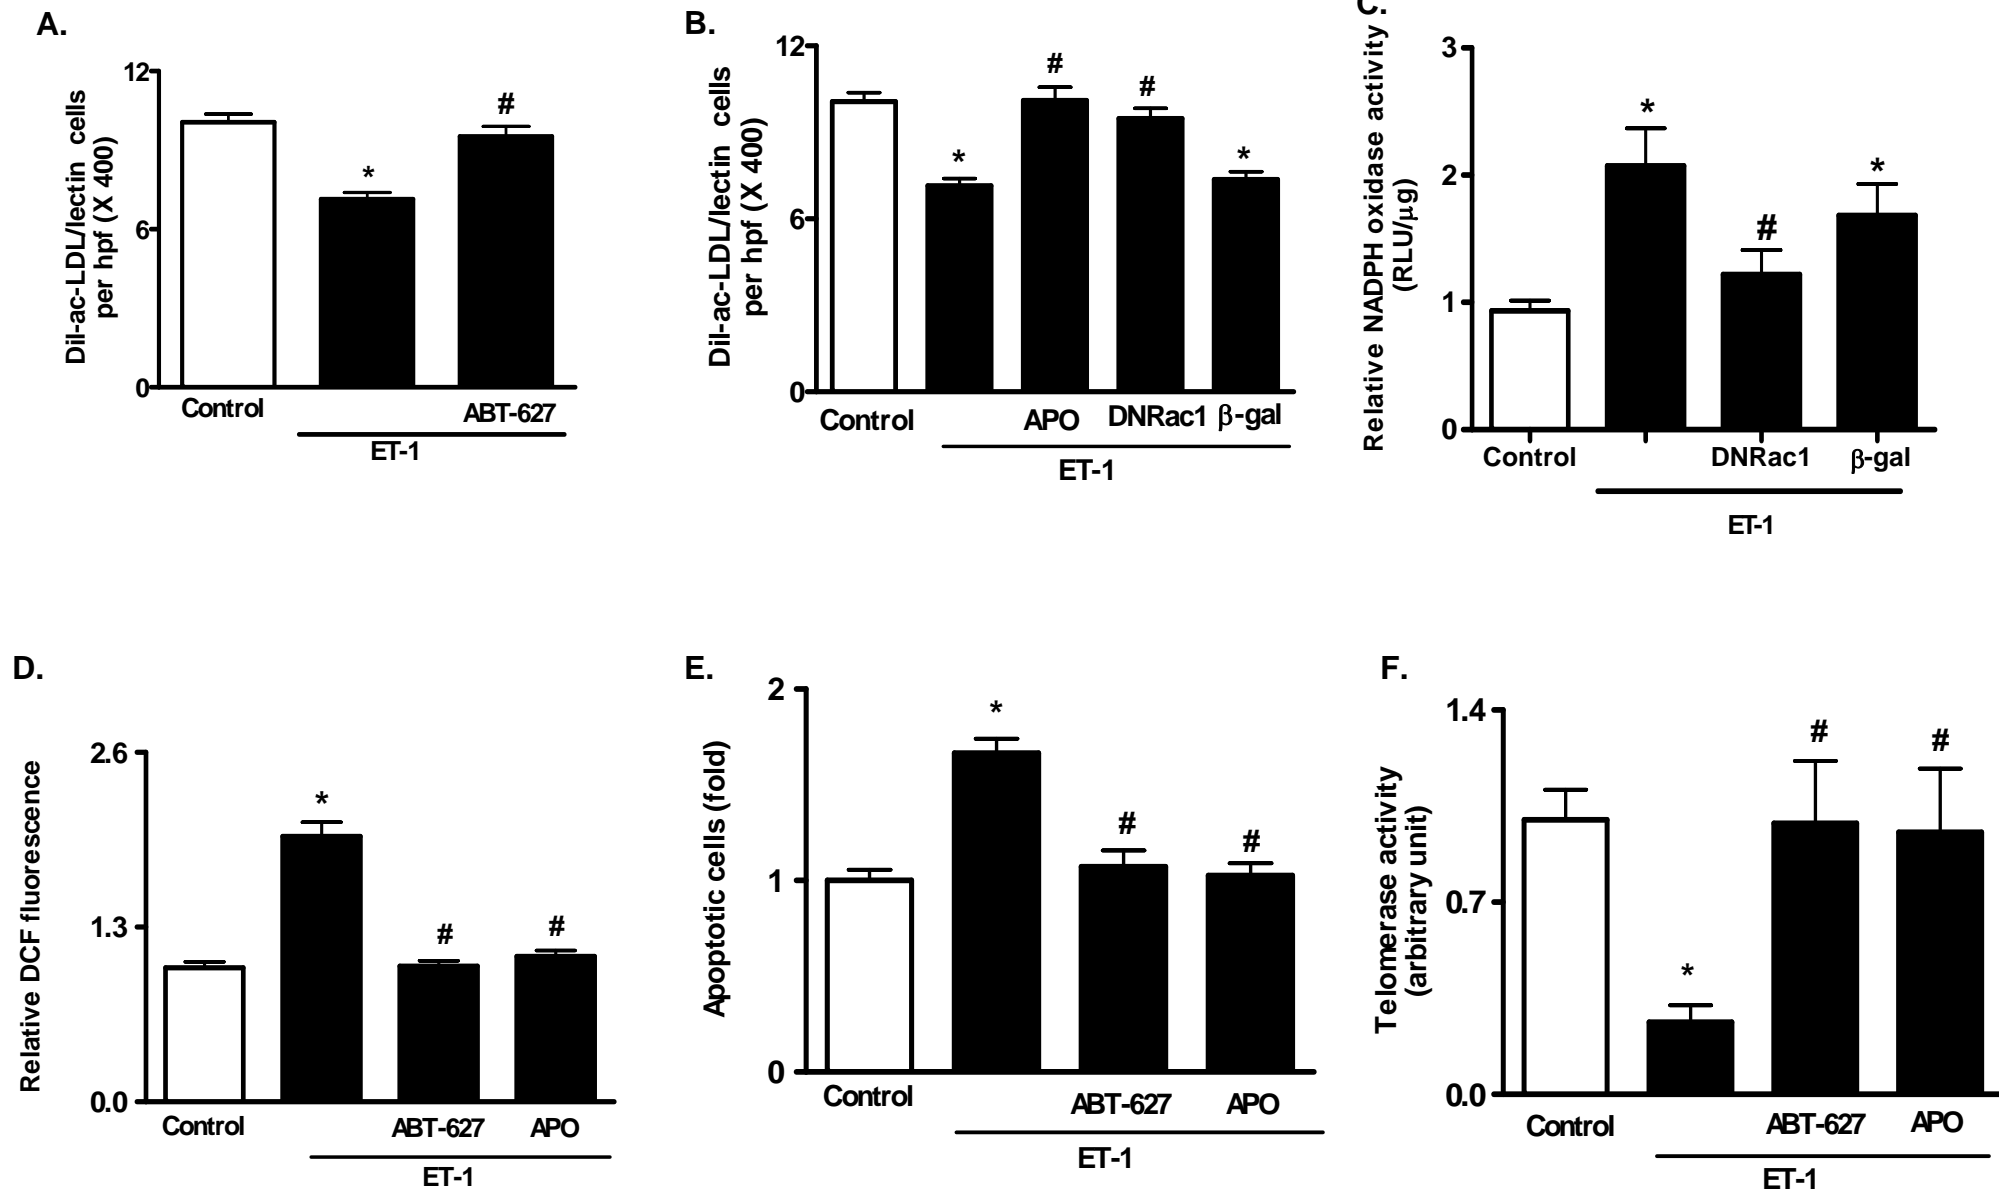 A.
12
6
0
Dil-ac-LDL/lectin cells
per hpf (X 400)
*
#
Control
ABT-627
ET-1
B.
12
6
0
Dil-ac-LDL/lectin cells
per hpf (X 400)
*
#
#
*
Control
APO
DNRac1
β-gal
ET-1
C.
3
2
1
0
Relative NADPH oxidase activity
(RLU/μg)
*
#
*
Control
DNRac1
β-gal
ET-1
D.
2.6
1.3
0.0
Relative DCF fluorescence
*
#
#
Control
ABT-627
APO
ET-1
E.
2
1
0
Apoptotic cells (fold)
*
#
#
Control
ABT-627
APO
ET-1
F.
1.4
0.7
0.0
Telomerase activity
(arbitrary unit)
*
#
#
Control
ABT-627
APO
ET-1